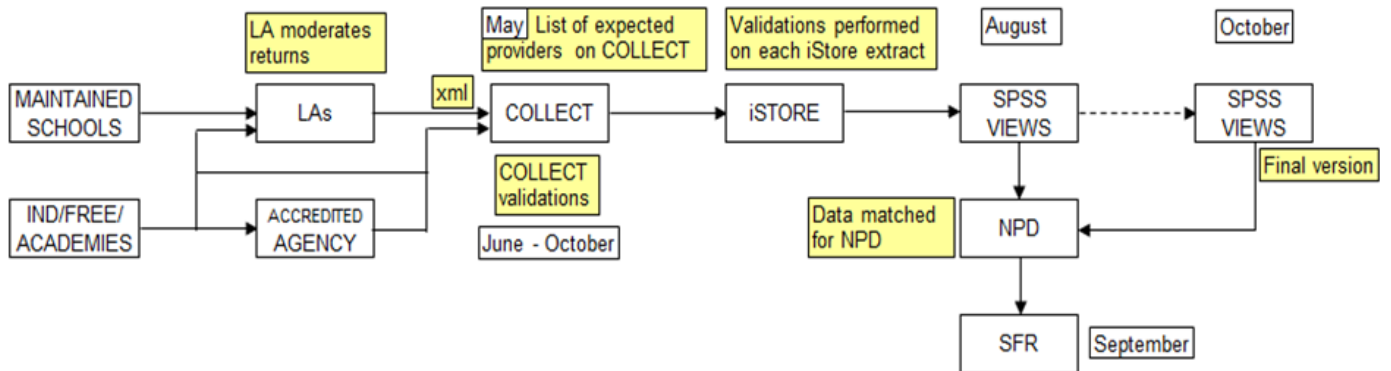 LA moderates
returns
May List of expected
providers on COLLECT
Validations performed
on each iStore extract
August
October
MAINTAINED
SCHOOLS
LAs
xml
COLLECT
iSTORE
SPSS
VIEWS
SPSS
VIEWS
COLLECT
validations
Final version
IND/FREE/
ACADEMIES
ACCREDITED
AGENCY
June - October
Data matched
for NPD
NPD
SFR
September